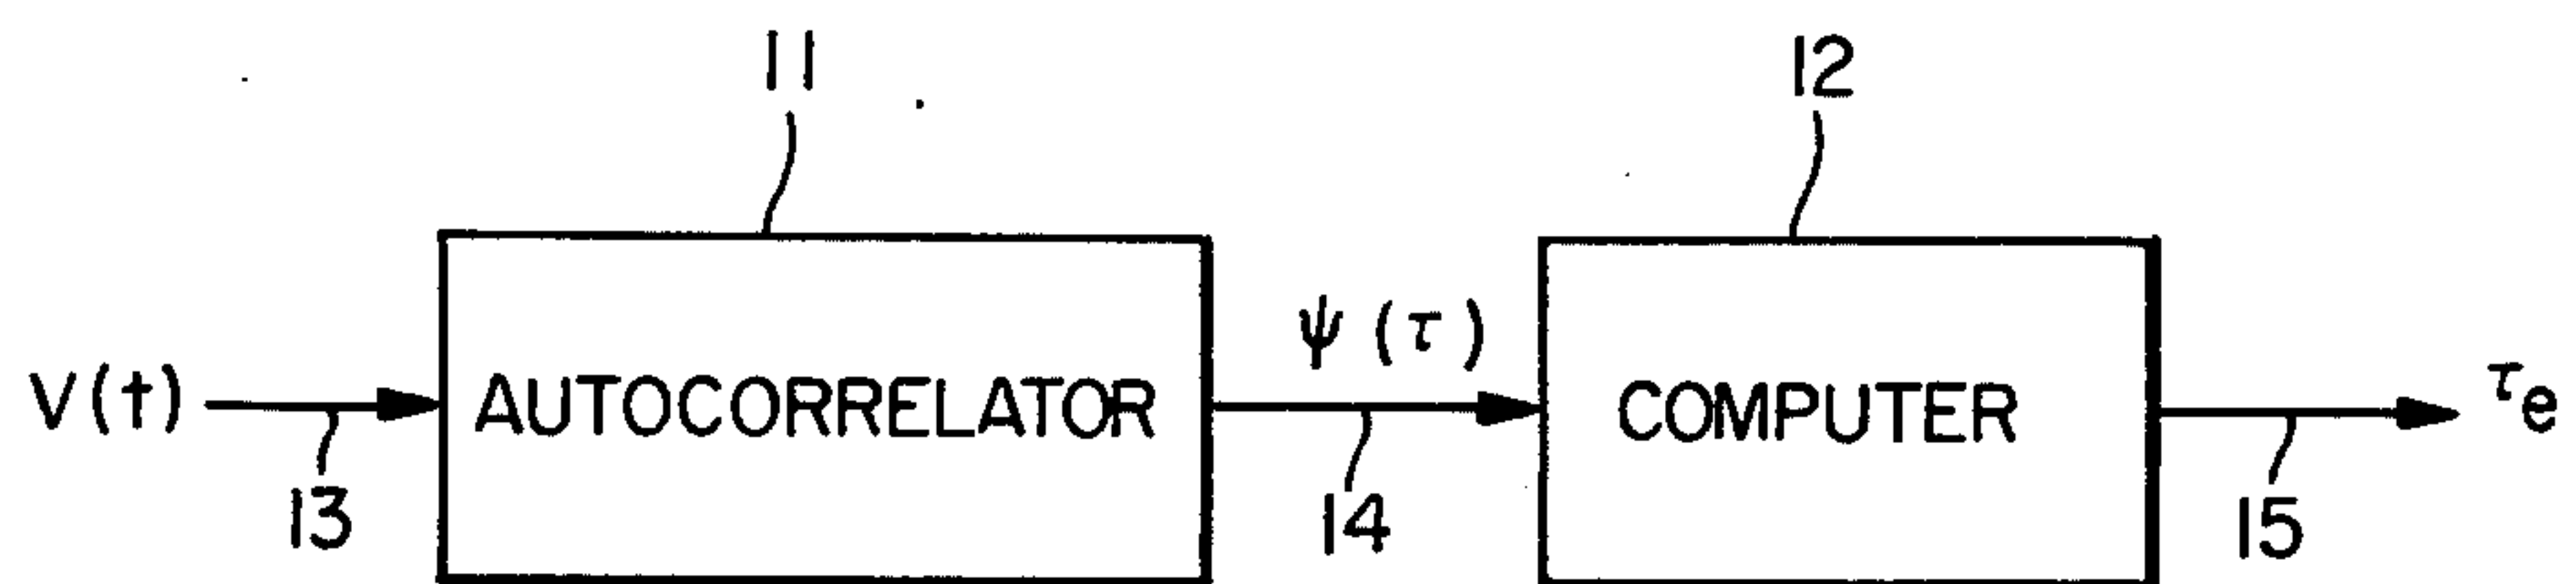 11 12
ψ (τ)
V(t) AUTOCORRELATOR COMPUTER τe
13 14 15